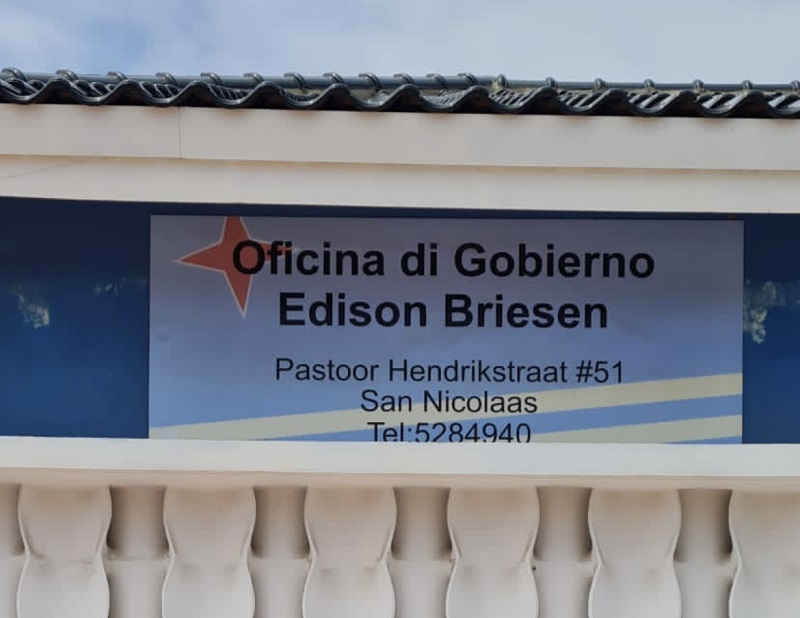 Oficina di Gobierno
Edison Briesen
Pastoor Hendrikstraat #51
San Nicolaas
Tel:5284940